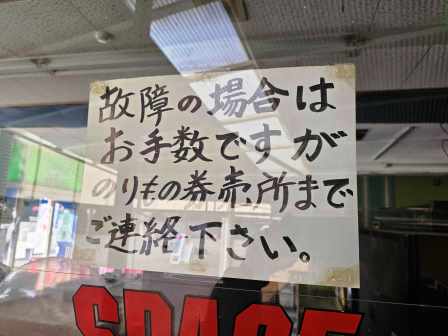 故障の場合は
お手数ですが
のりもの券売所まで
ご連絡下さい。
SPACE